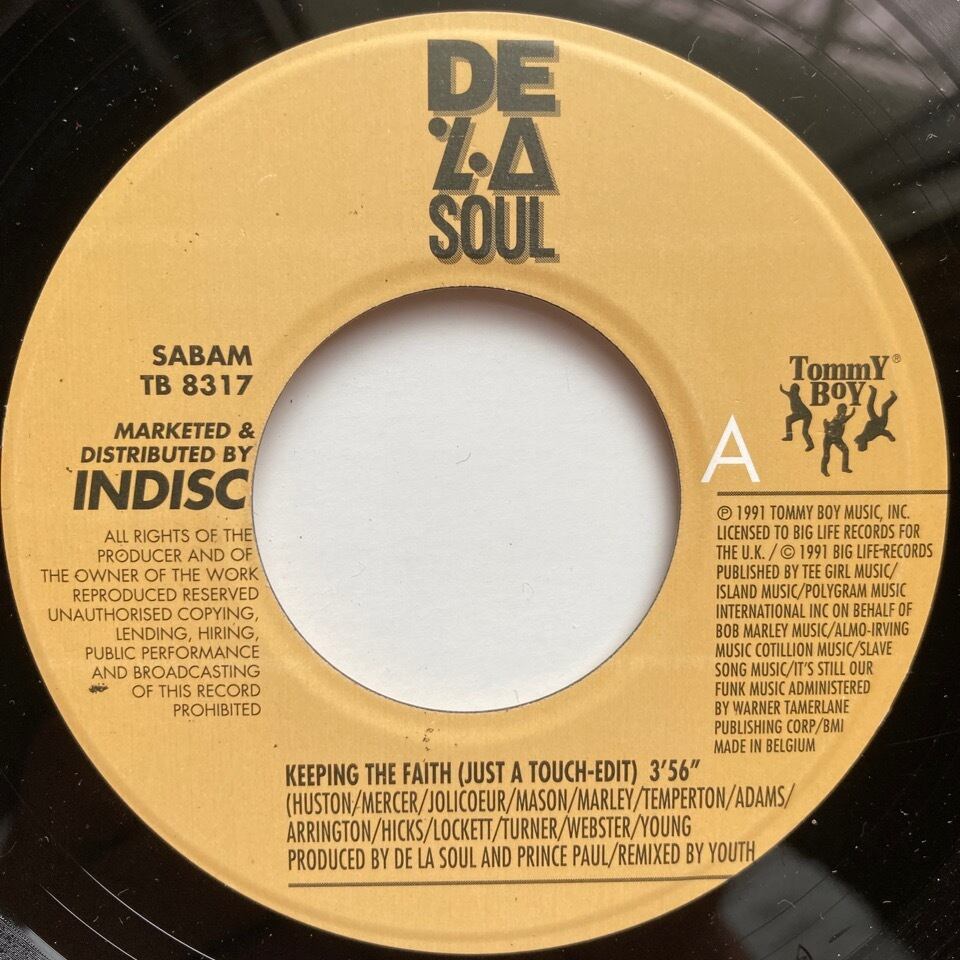 DE
LA
SOUL
SABAM
TB 8317
MARKETED &
DISTRIBUTED BY
INDISC
ALL RIGHTS OF THE
PRODUCER AND OF
THE OWNER OF THE WORK
REPRODUCED RESERVED
UNAUTHORISED COPYING,
LENDING, HIRING,
PUBLIC PERFORMANCE
AND BROADCASTING
OF THIS RECORD
PROHIBITED
TommY®
BoY
A
℗ 1991 TOMMY BOY MUSIC, INC.
LICENSED TO BIG LIFE RECORDS FOR
THE U.K. / © 1991 BIG LIFE-RECORDS
PUBLISHED BY TEE GIRL MUSIC/
ISLAND MUSIC/POLYGRAM MUSIC
INTERNATIONAL INC ON BEHALF OF
BOB MARLEY MUSIC/ALMO-IRVING
MUSIC COTILLION MUSIC/SLAVE
SONG MUSIC/IT'S STILL OUR
FUNK MUSIC ADMINISTERED
BY WARNER TAMERLANE
PUBLISHING CORP/BMI
MADE IN BELGIUM
KEEPING THE FAITH (JUST A TOUCH-EDIT) 3'56"
(HUSTON/MERCER/JOLICOEUR/MASON/MARLEY/TEMPERTON/ADAMS/
ARRINGTON/HICKS/LOCKETT/TURNER/WEBSTER/YOUNG
PRODUCED BY DE LA SOUL AND PRINCE PAUL/REMIXED BY YOUTH